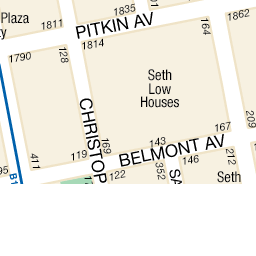 Plaza
1811
PITKIN AV
1835
1862
164
128
1814
1790
Seth
Low
Houses
209
CHRISTOP
169
143
167
BELMONT AV
411
119
122
352
146
212
Seth